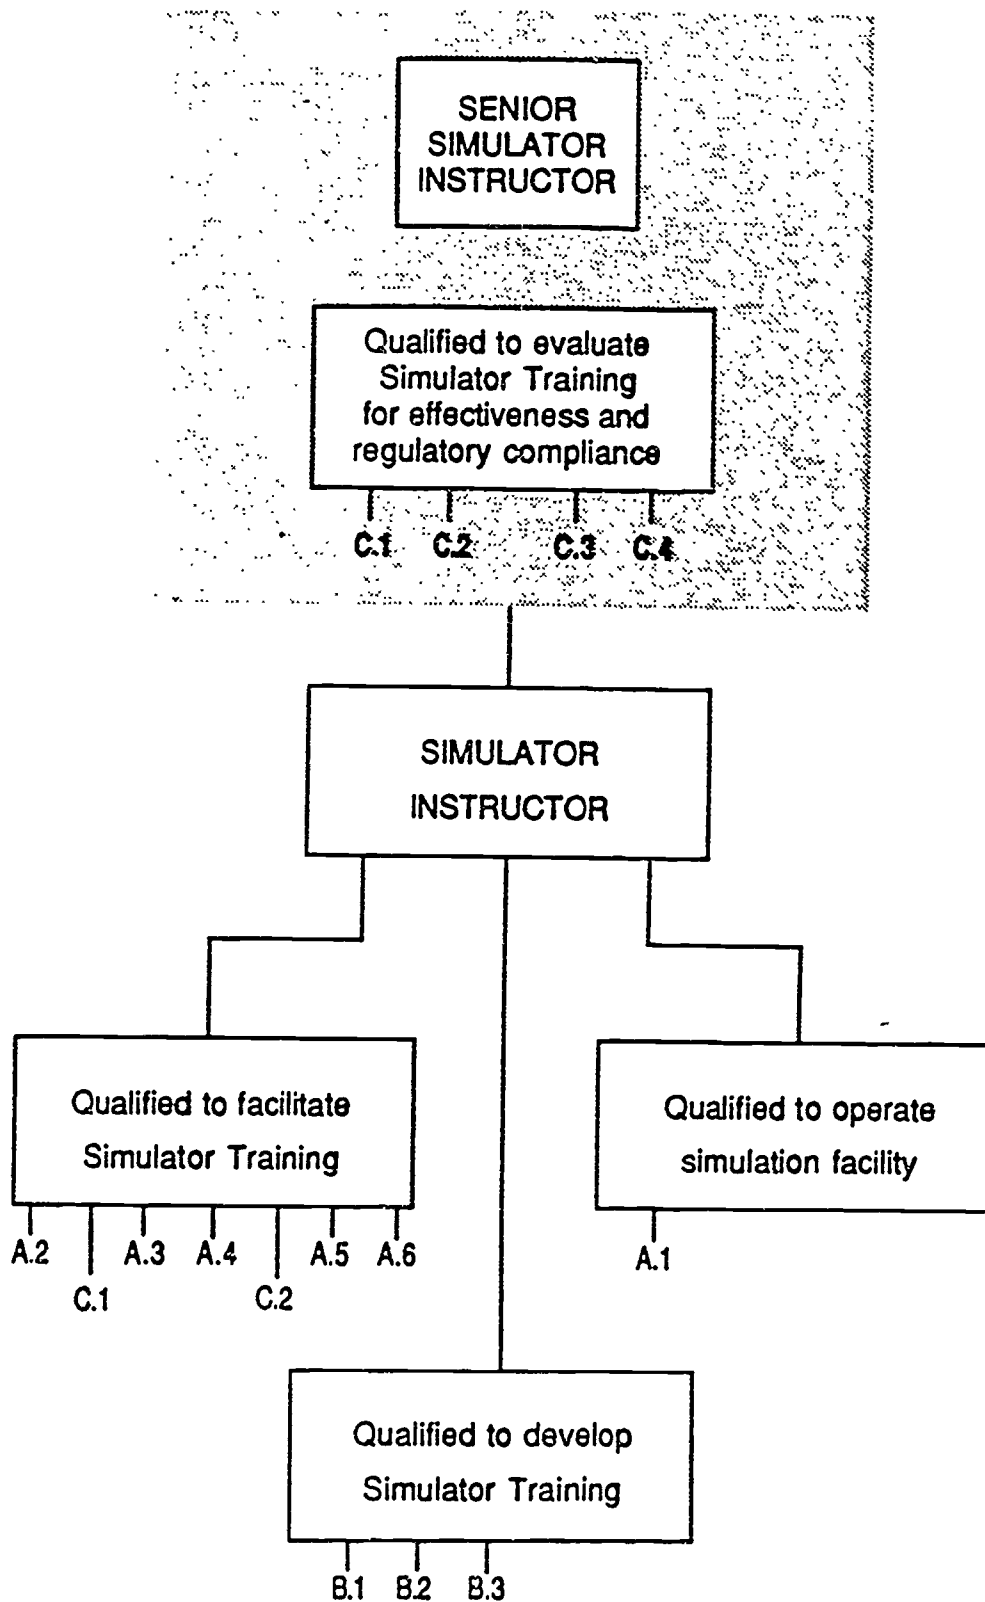 SENIOR
SIMULATOR
INSTRUCTOR
Qualified to evaluate
Simulator Training
for effectiveness and
regulatory compliance
C.1 C.2 C.3 C.4
SIMULATOR
INSTRUCTOR
Qualified to facilitate
Simulator Training
A.2 A.3 A.4 A.5 A.6
C.1 C.2
Qualified to operate
simulation facility
A.1
Qualified to develop
Simulator Training
B.1 B.2 B.3